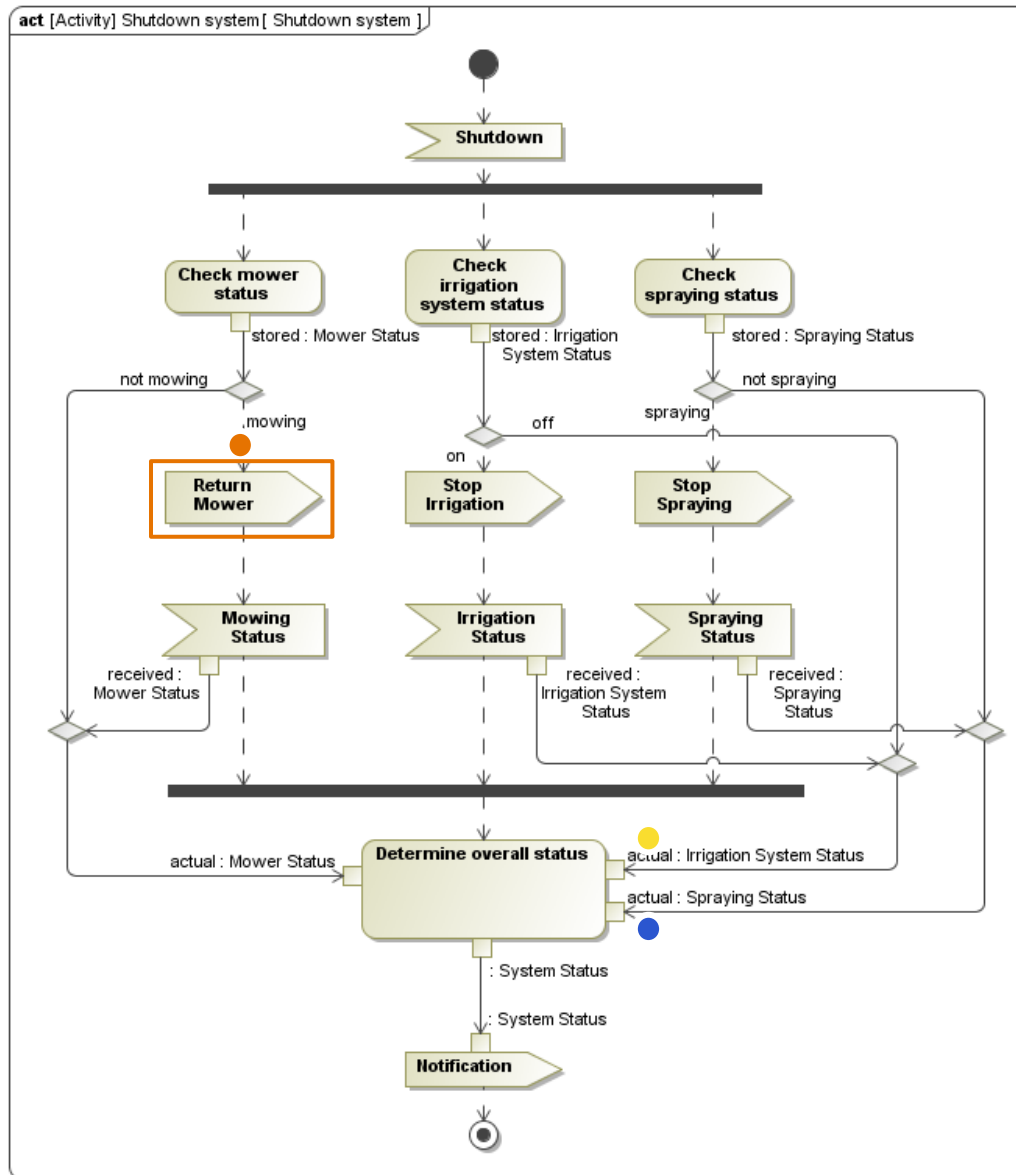 act [Activity] Shutdown system[ Shutdown system ]
Shutdown
Check mower
status
Check
irrigation
system status
Check
spraying status
stored : Mower Status
stored : Irrigation
System Status
stored : Spraying Status
not mowing
mowing
off
on
spraying
not spraying
Return
Mower
Stop
Irrigation
Stop
Spraying
Mowing
Status
Irrigation
Status
Spraying
Status
received :
Mower Status
received :
Irrigation System
Status
received :
Spraying
Status
actual : Mower Status
Determine overall status
actual : Irrigation System Status
actual : Spraying Status
: System Status
: System Status
Notification